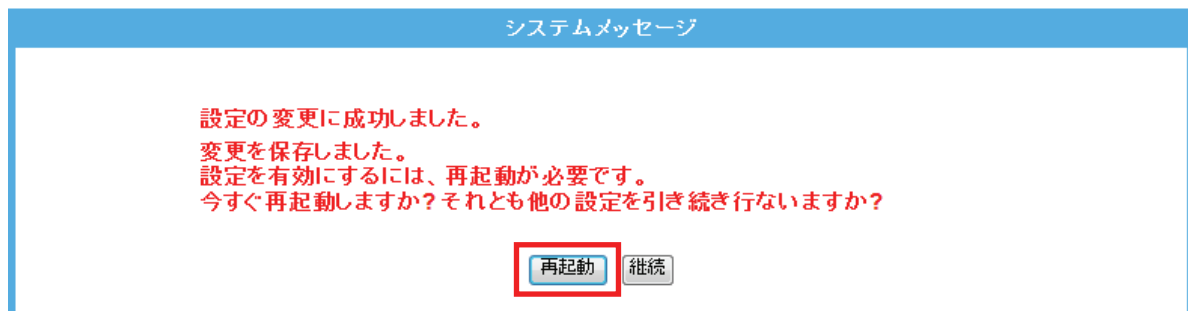 システムメッセージ
設定の変更に成功しました。
変更を保存しました。
設定を有効にするには、再起動が必要です。
今すぐ再起動しますか?それとも他の設定を引き続き行ないますか?
再起動 継続